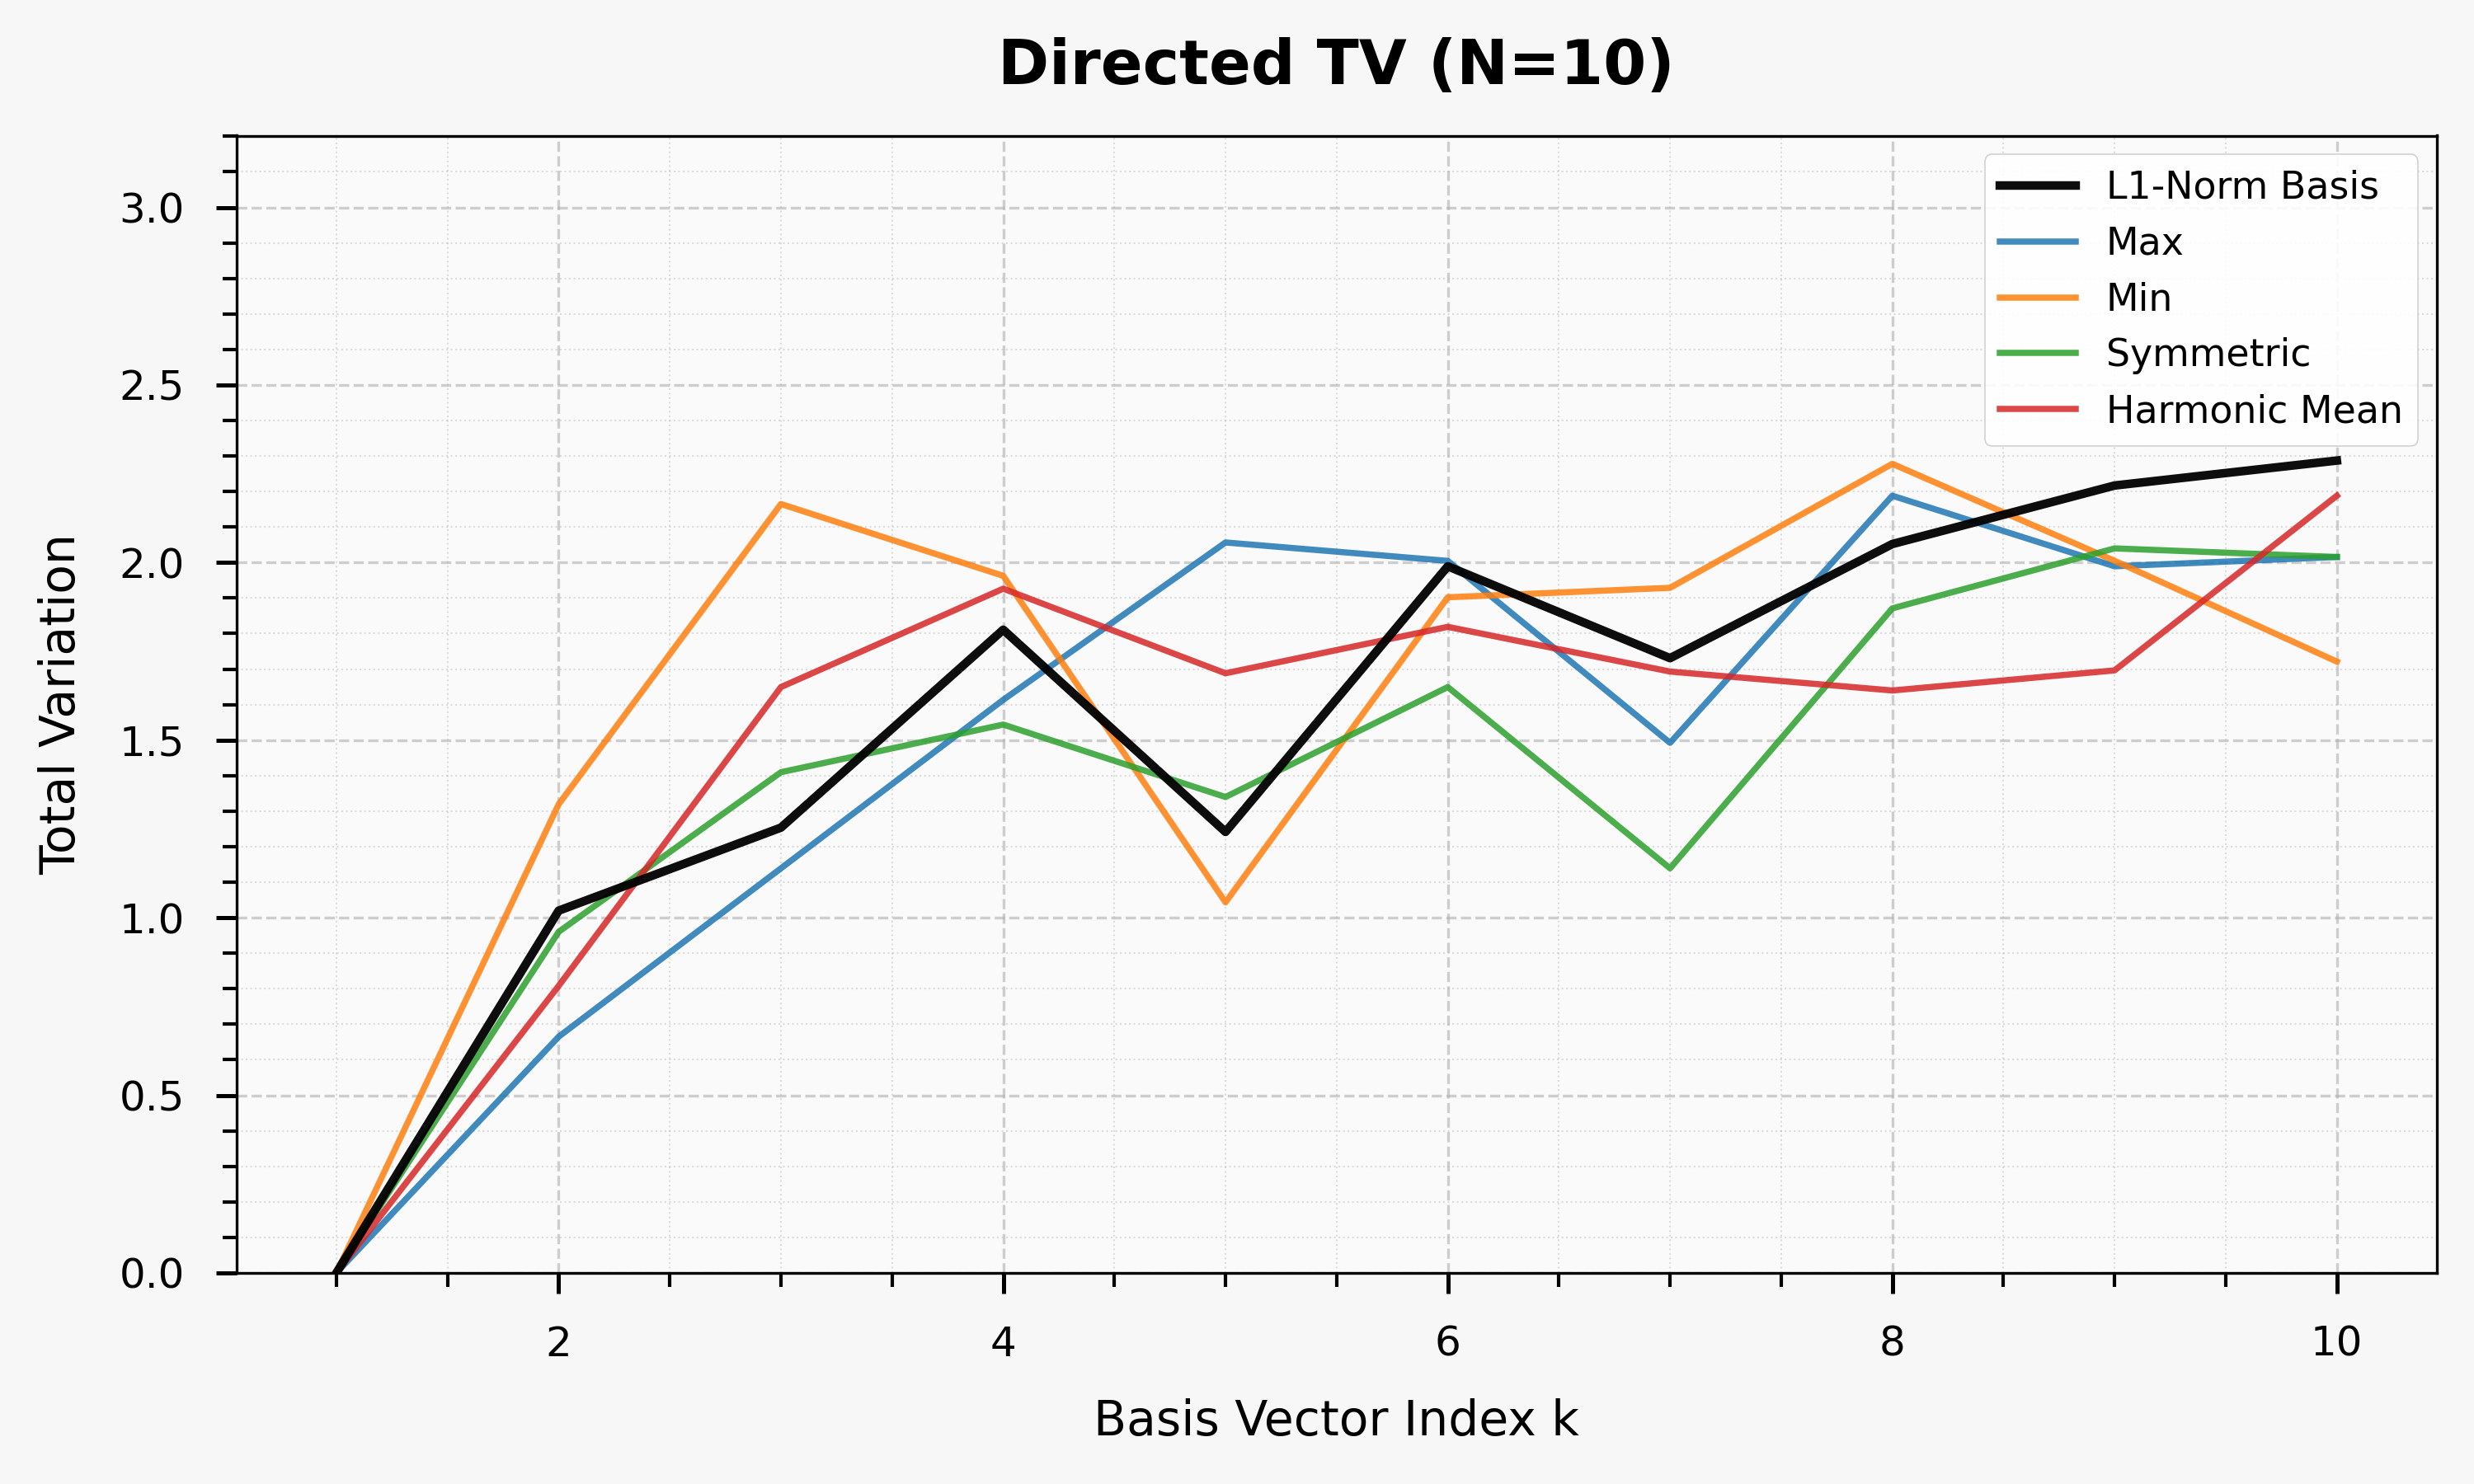 Directed TV (N=10)
Total Variation
3.0
2.5
2.0
1.5
1.0
0.5
0.0
L1-Norm Basis
Max
Min
Symmetric
Harmonic Mean
2 4 6 8 10
Basis Vector Index k